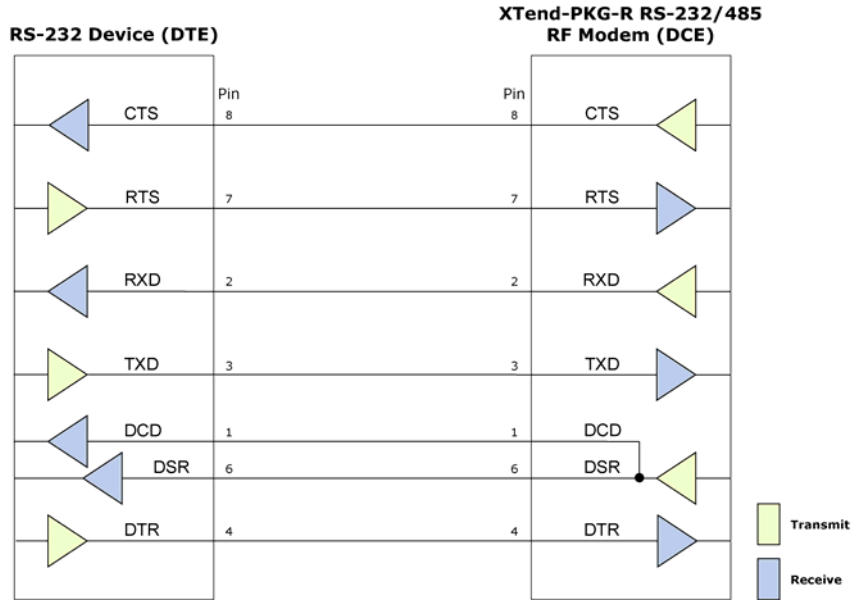 RS-232 Device (DTE)
XTend-PKG-R RS-232/485
RF Modem (DCE)
Pin
Pin
CTS 8 8 CTS
RTS 7 7 RTS
RXD 2 2 RXD
TXD 3 3 TXD
DCD 1 1 DCD
DSR 6 6 DSR
DTR 4 4 DTR
Transmit
Receive